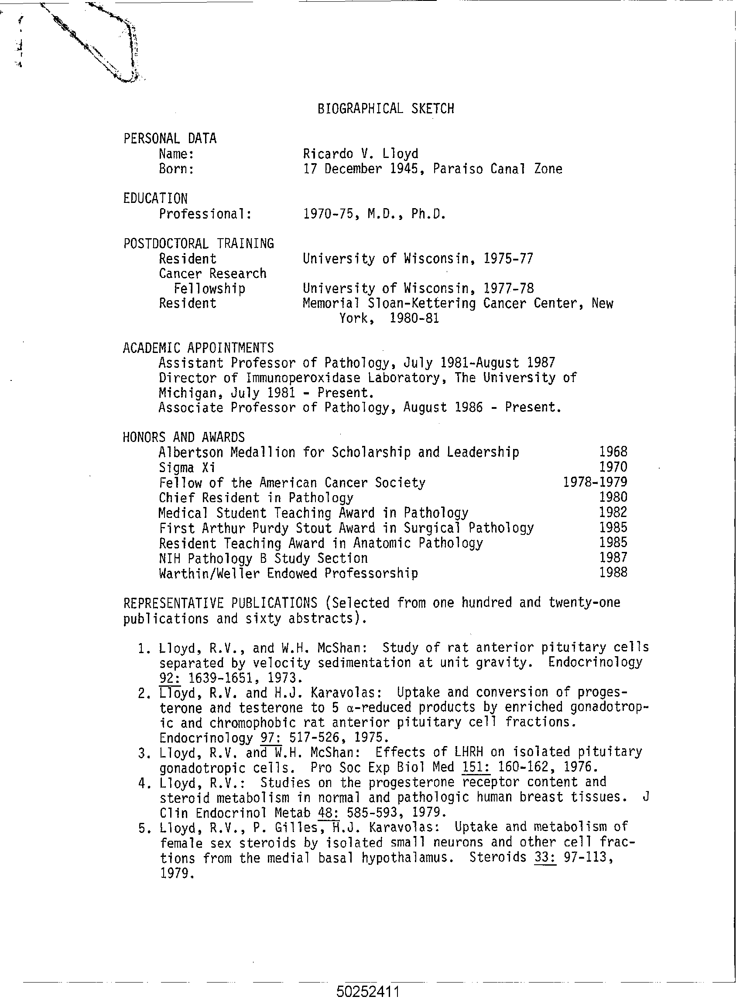 BIOGRAPHICAL SKETCH
PERSONAL DATA
Name: Ricardo V. Lloyd
Born: 17 December 1945, Paraiso Canal Zone
EDUCATION
Professional: 1970-75, M.D., Ph.D.
POSTDOCTORAL TRAINING
Resident University of Wisconsin, 1975-77
Cancer Research
Fellowship University of Wisconsin, 1977-78
Resident Memorial Sloan-Kettering Cancer Center, New
York, 1980-81
ACADEMIC APPOINTMENTS
Assistant Professor of Pathology, July 1981-August 1987
Director of Immunoperoxidase Laboratory, The University of
Michigan, July 1981 - Present.
Associate Professor of Pathology, August 1986 - Present.
HONORS AND AWARDS
Albertson Medallion for Scholarship and Leadership 1968
Sigma Xi 1970
Fellow of the American Cancer Society 1978-1979
Chief Resident in Pathology 1980
Medical Student Teaching Award in Pathology 1982
First Arthur Purdy Stout Award in Surgical Pathology 1985
Resident Teaching Award in Anatomic Pathology 1985
NIH Pathology B Study Section 1987
Warthin/Weller Endowed Professorship 1988
REPRESENTATIVE PUBLICATIONS (Selected from one hundred and twenty-one
publications and sixty abstracts).
1. Lloyd, R.V., and W.H. McShan: Study of rat anterior pituitary cells
separated by velocity sedimentation at unit gravity. Endocrinology
92: 1639-1651, 1973.
2. Lloyd, R.V. and H.J. Karavolas: Uptake and conversion of proges-
terone and testerone to 5 α-reduced products by enriched gonadotrop-
ic and chromophobic rat anterior pituitary cell fractions.
Endocrinology 97: 517-526, 1975.
3. Lloyd, R.V. and W.H. McShan: Effects of LHRH on isolated pituitary
gonadotropic cells. Pro Soc Exp Biol Med 151: 160-162, 1976.
4. Lloyd, R.V.: Studies on the progesterone receptor content and
steroid metabolism in normal and pathologic human breast tissues. J
Clin Endocrinol Metab 48: 585-593, 1979.
5. Lloyd, R.V., P. Gilles, H.J. Karavolas: Uptake and metabolism of
female sex steroids by isolated small neurons and other cell frac-
tions from the medial basal hypothalamus. Steroids 33: 97-113,
1979.
50252411